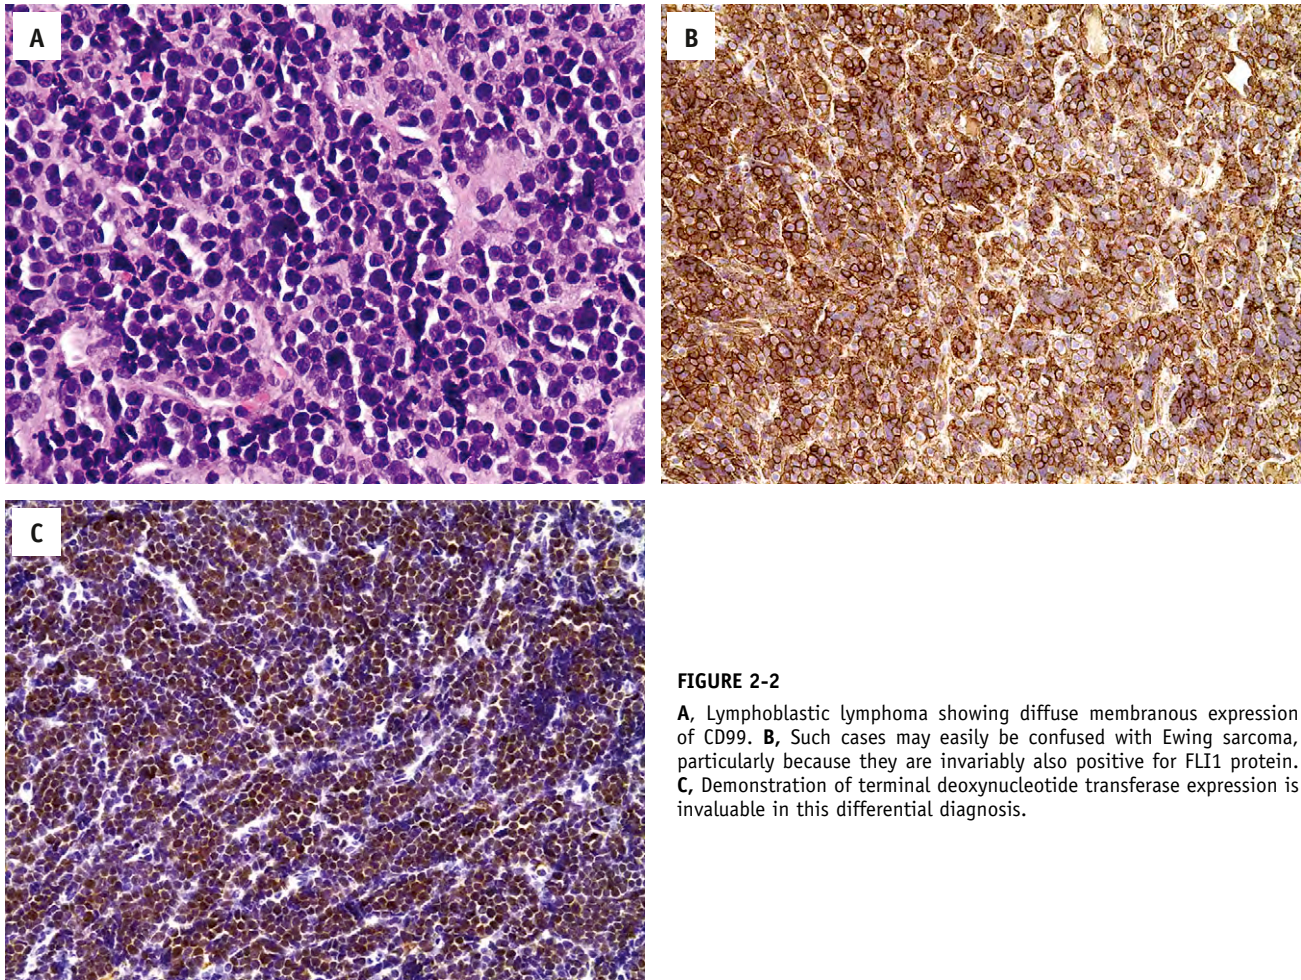 A
B
C
FIGURE 2-2
A, Lymphoblastic lymphoma showing diffuse membranous expression
of CD99. B, Such cases may easily be confused with Ewing sarcoma,
particularly because they are invariably also positive for FLI1 protein.
C, Demonstration of terminal deoxynucleotide transferase expression is
invaluable in this differential diagnosis.